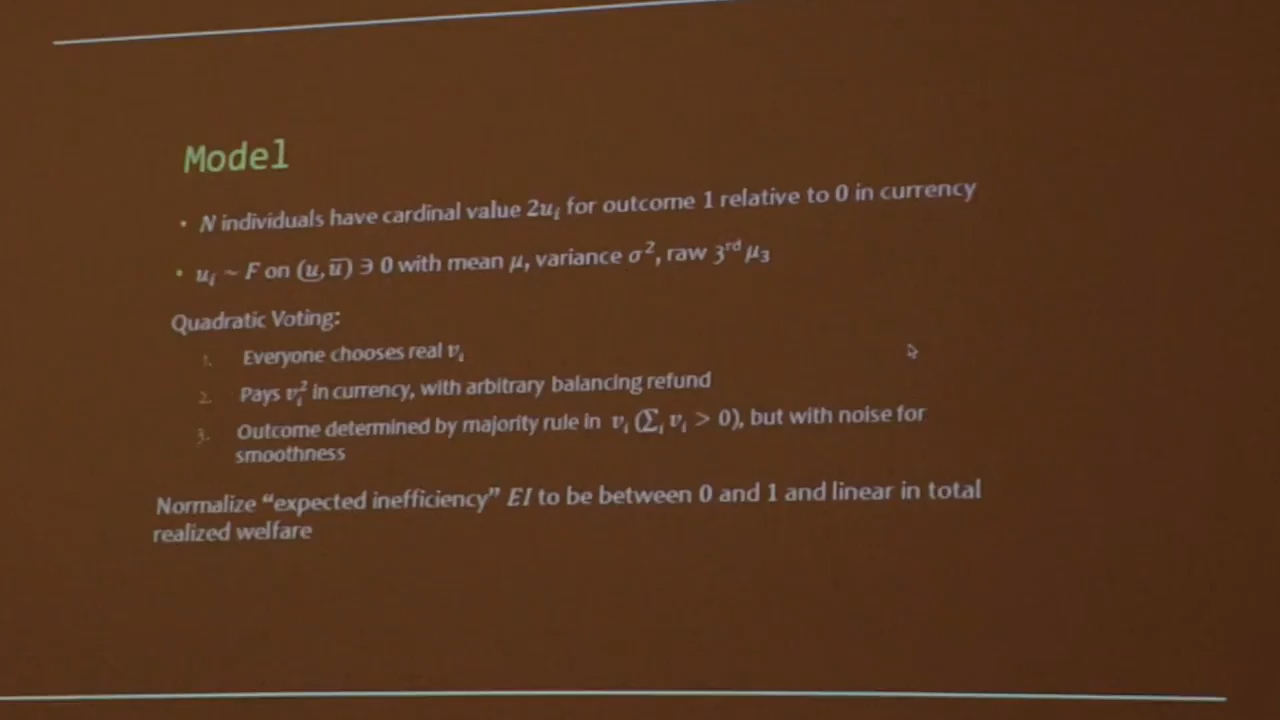 Model
• N individuals have cardinal value 2uᵢ for outcome 1 relative to 0 in currency
• uᵢ ~ F on (u̲, u̅) ∋ 0 with mean μ, variance σ², raw 3ʳᵈ μ₃
Quadratic Voting:
1. Everyone chooses real vᵢ
2. Pays vᵢ² in currency, with arbitrary balancing refund
3. Outcome determined by majority rule in vᵢ (∑ᵢ vᵢ > 0), but with noise for
smoothness
Normalize “expected inefficiency” EI to be between 0 and 1 and linear in total
realized welfare